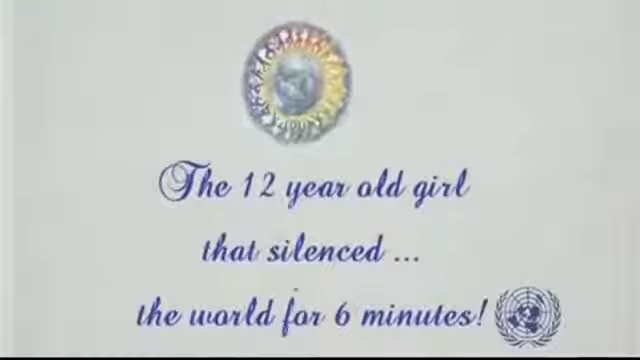 The 12 year old girl
that silenced ...
the world for 6 minutes!